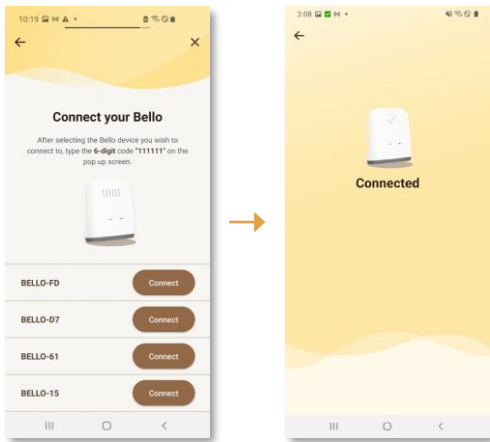 10:19
Connect your Bello
After selecting the Bello device you wish to
connect to, type the 6-digit code "111111" on the
pop up screen.
BELLO-FD Connect
BELLO-D7 Connect
BELLO-61 Connect
BELLO-15 Connect
3:08
Connected